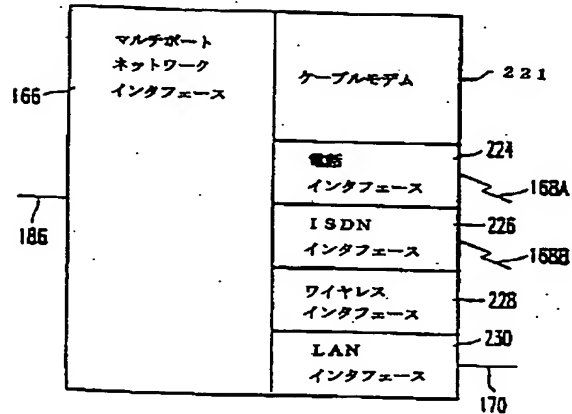 マルチポート
ネットワーク
インタフェース
166
186
ケーブルモデム
221
電話
インタフェース
224
168A
ISDN
インタフェース
226
168B
ワイヤレス
インタフェース
228
LAN
インタフェース
230
170